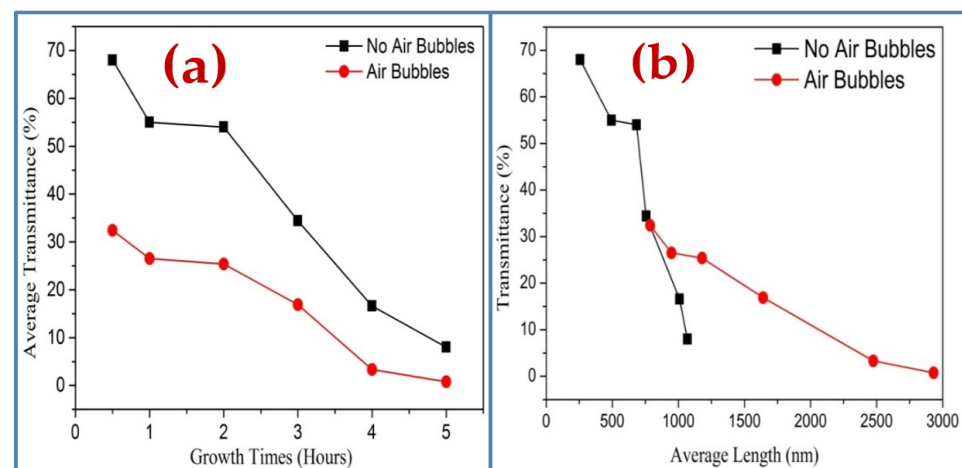 (a)
No Air Bubbles
Air Bubbles
Average Transmittance (%)
70
60
50
40
30
20
10
0
0 1 2 3 4 5
Growth Times (Hours)
(b)
No Air Bubbles
Air Bubbles
Transmittance (%)
70
60
50
40
30
20
10
0
0 500 1000 1500 2000 2500 3000
Average Length (nm)